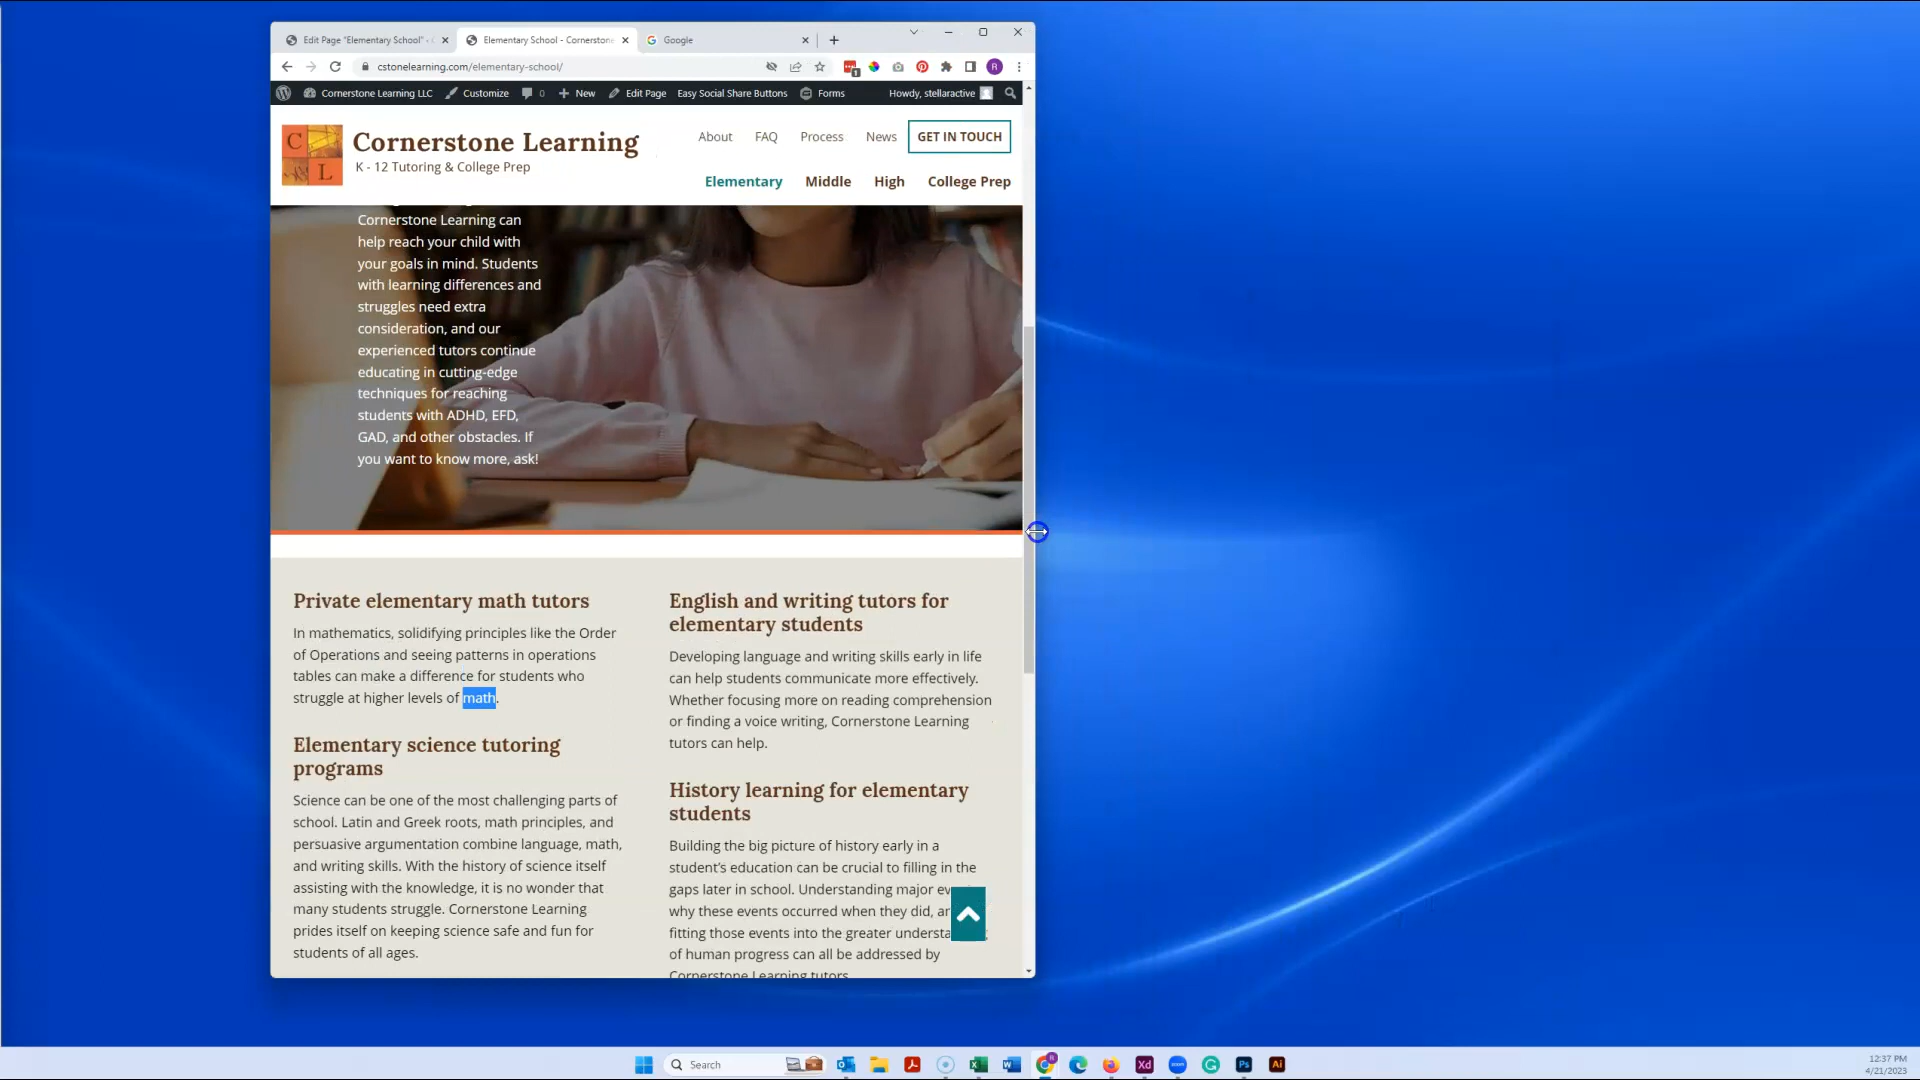 Edit Page "Elementary School" -
Elementary School - Cornerstone
Google
cstonelearning.com/elementary-school/
Cornerstone Learning LLC
Customize
0
New
Edit Page
Easy Social Share Buttons
Forms
Howdy, stellaractive
C
L
Cornerstone Learning
K - 12 Tutoring & College Prep
About
FAQ
Process
News
GET IN TOUCH
Elementary
Middle
High
College Prep
Cornerstone Learning can
help reach your child with
your goals in mind. Students
with learning differences and
struggles need extra
consideration, and our
experienced tutors continue
educating in cutting-edge
techniques for reaching
students with ADHD, EFD,
GAD, and other obstacles. If
you want to know more, ask!
Private elementary math tutors
In mathematics, solidifying principles like the Order
of Operations and seeing patterns in operations
tables can make a difference for students who
struggle at higher levels of math.
Elementary science tutoring
programs
Science can be one of the most challenging parts of
school. Latin and Greek roots, math principles, and
persuasive argumentation combine language, math,
and writing skills. With the history of science itself
assisting with the knowledge, it is no wonder that
many students struggle. Cornerstone Learning
prides itself on keeping science safe and fun for
students of all ages.
English and writing tutors for
elementary students
Developing language and writing skills early in life
can help students communicate more effectively.
Whether focusing more on reading comprehension
or finding a voice writing, Cornerstone Learning
tutors can help.
History learning for elementary
students
Building the big picture of history early in a
student's education can be crucial to filling in the
gaps later in school. Understanding major
why these events occurred when they did,
fitting those events into the greater
of human progress can all be addressed by
Cornerstone Learning tutors.
Search
Xd
Ps
Ai
12:37 PM
4/21/2023